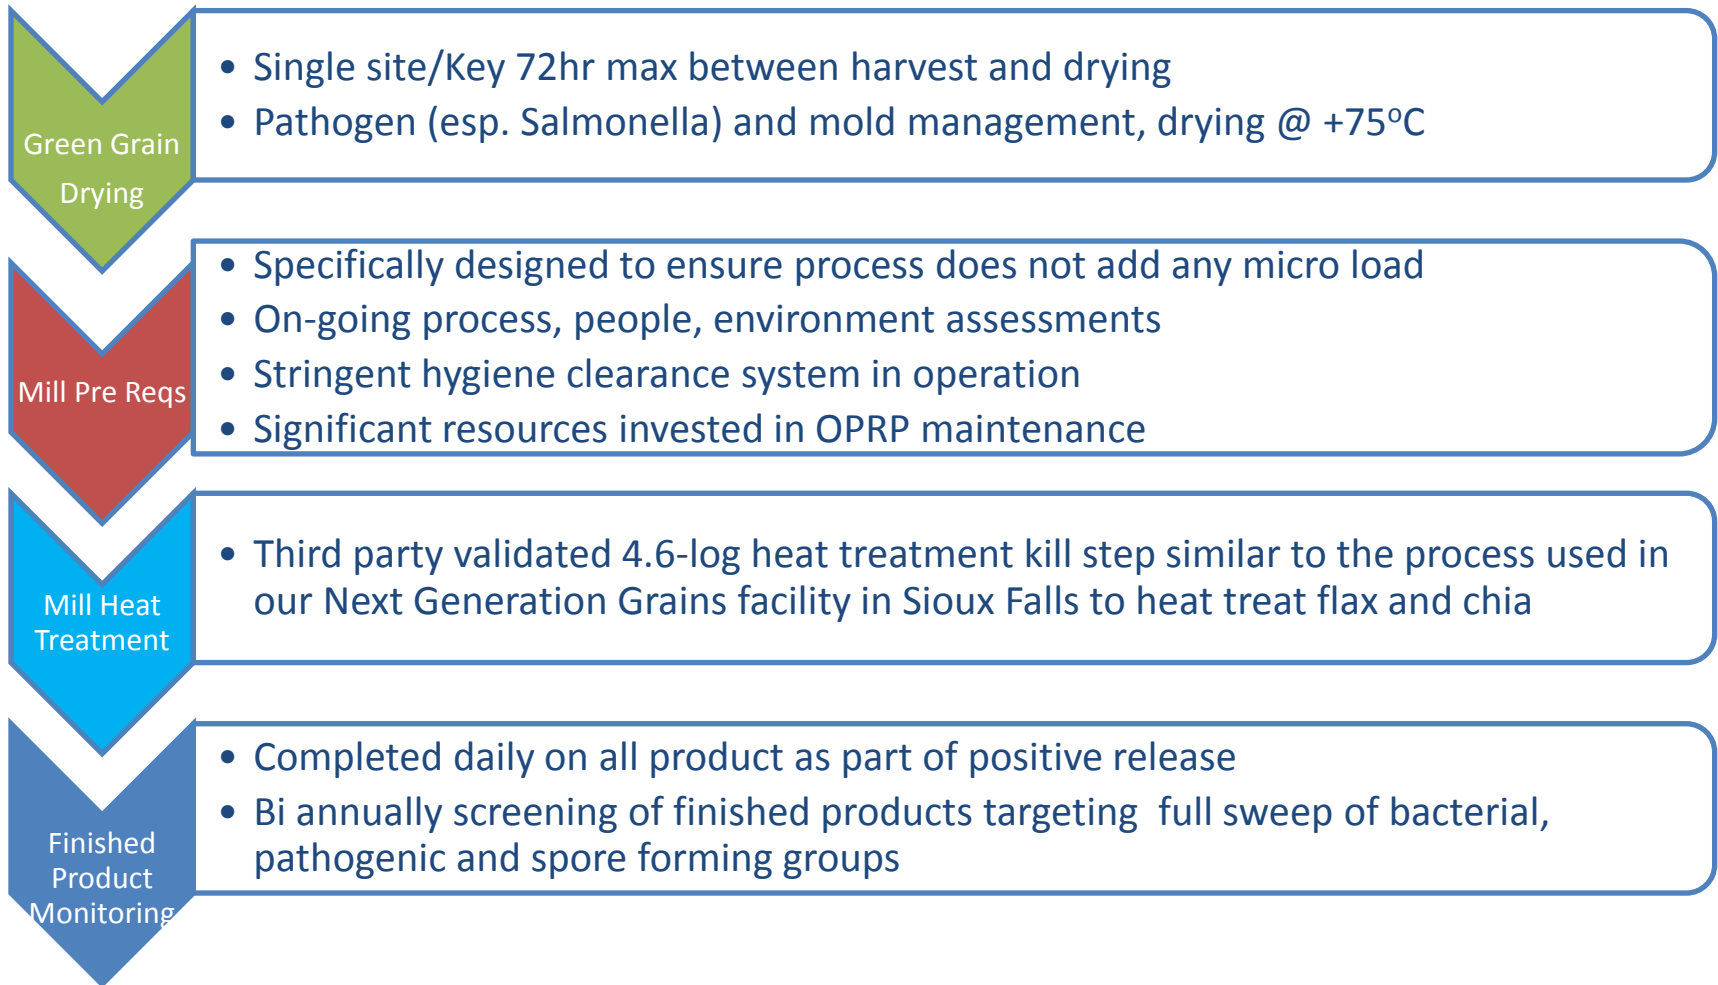 Green Grain
Drying
• Single site/Key 72hr max between harvest and drying
• Pathogen (esp. Salmonella) and mold management, drying @ +75°C
Mill Pre Reqs
• Specifically designed to ensure process does not add any micro load
• On-going process, people, environment assessments
• Stringent hygiene clearance system in operation
• Significant resources invested in OPRP maintenance
Mill Heat
Treatment
• Third party validated 4.6-log heat treatment kill step similar to the process used in
our Next Generation Grains facility in Sioux Falls to heat treat flax and chia
Finished
Product
Monitoring
• Completed daily on all product as part of positive release
• Bi annually screening of finished products targeting  full sweep of bacterial,
pathogenic and spore forming groups